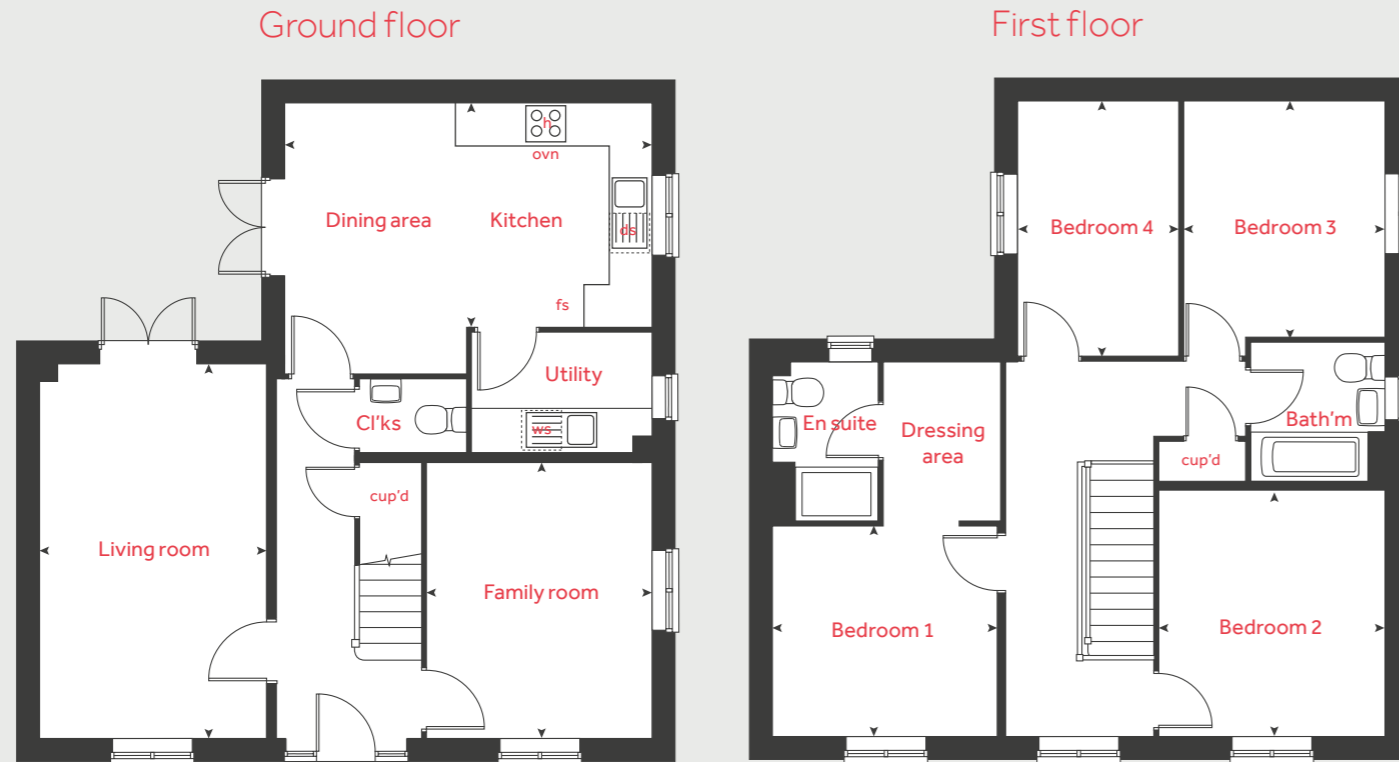 Ground floor
h
ovn
Dining area
Kitchen
ds
fs
Utility
Cl'ks
ws
cup'd
Living room
Family room
First floor
Bedroom 4
Bedroom 3
En suite
Dressing
area
Bath'm
cup'd
Bedroom 1
Bedroom 2